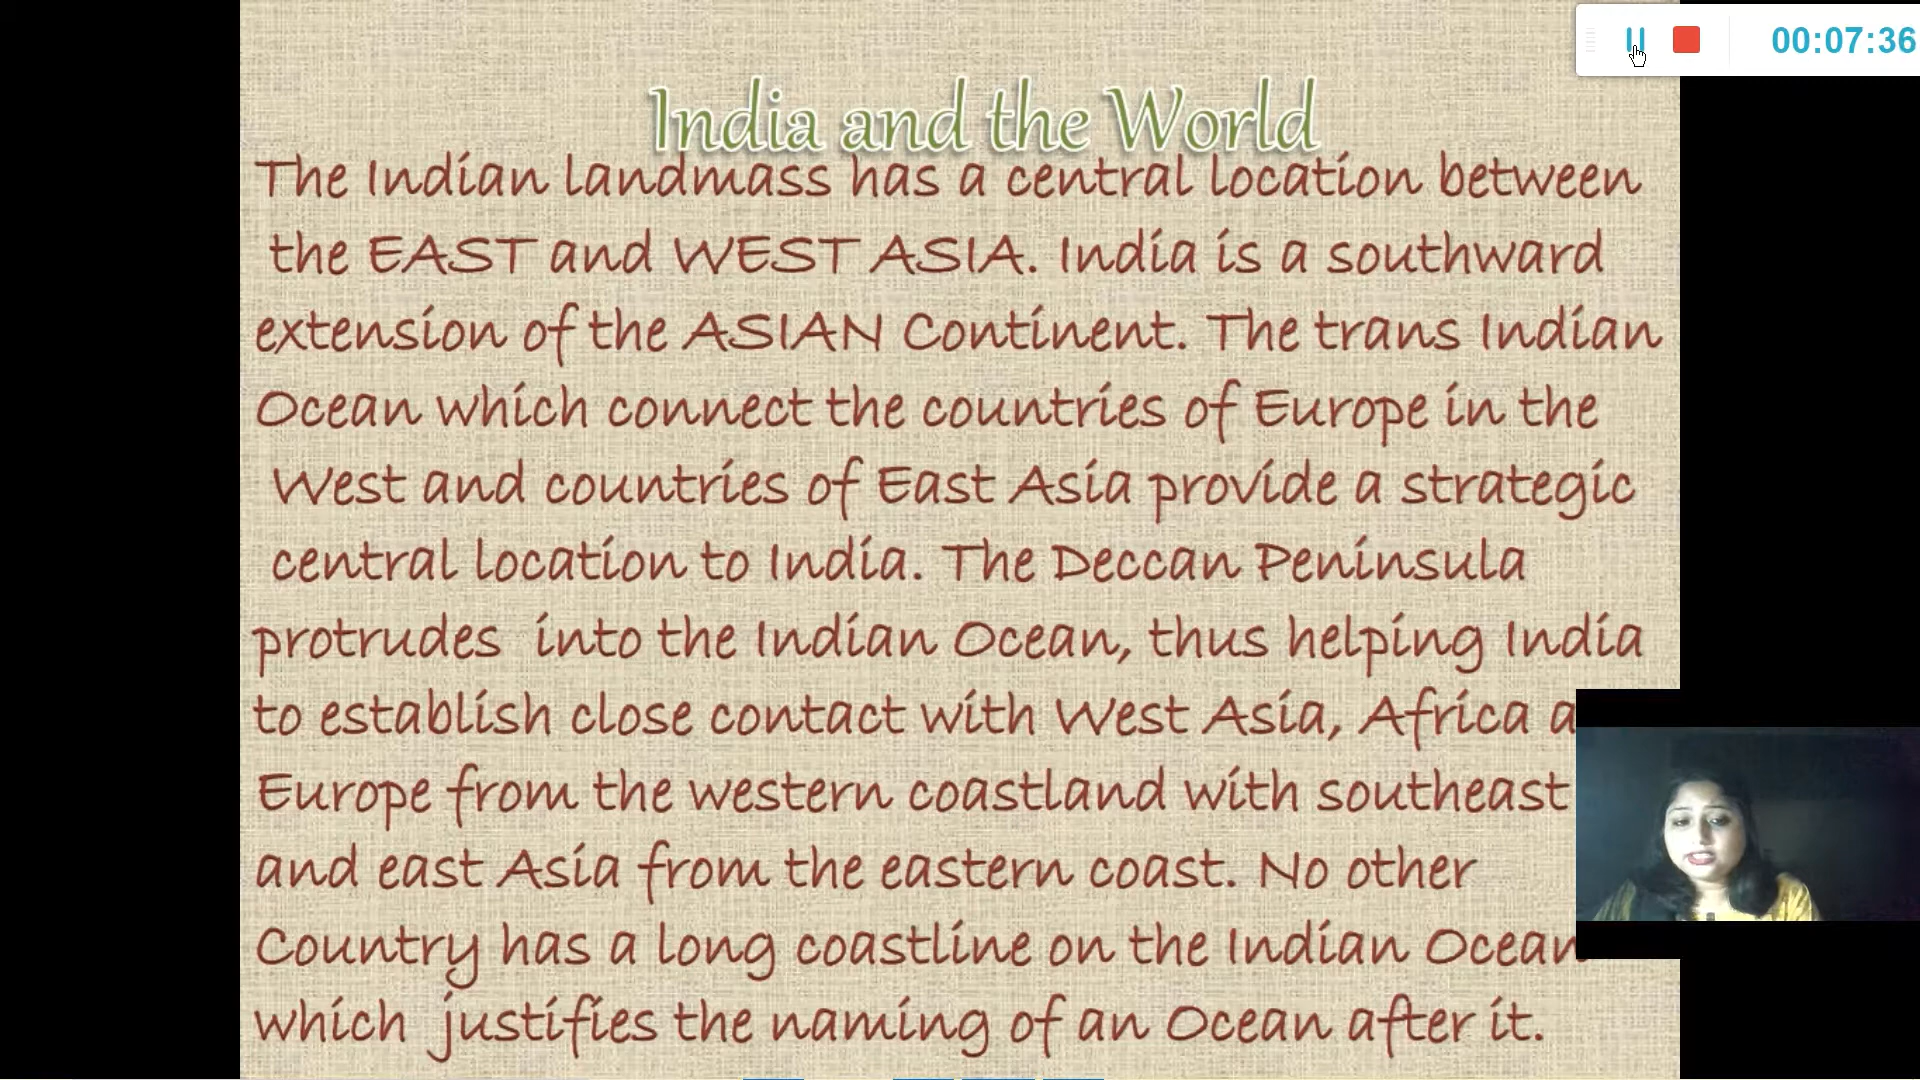 00:07:36
India and the World
The Indian landmass has a central location between
the EAST and WEST ASIA. India is a southward
extension of the ASIAN Continent. The trans Indian
Ocean which connect the countries of Europe in the
West and countries of East Asia provide a strategic
central location to India. The Deccan Peninsula
protrudes into the Indian Ocean, thus helping India
to establish close contact with West Asia, Africa
Europe from the western coastland with southeast
and east Asia from the eastern coast. No other
Country has a long coastline on the Indian Ocean
which justifies the naming of an Ocean after it.